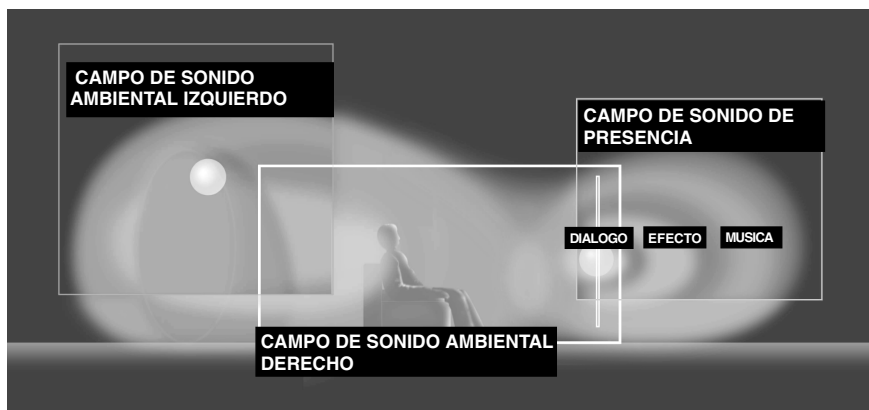 CAMPO DE SONIDO
AMBIENTAL IZQUIERDO
CAMPO DE SONIDO DE
PRESENCIA
DIALOGO
EFECTO
MUSICA
CAMPO DE SONIDO AMBIENTAL
DERECHO